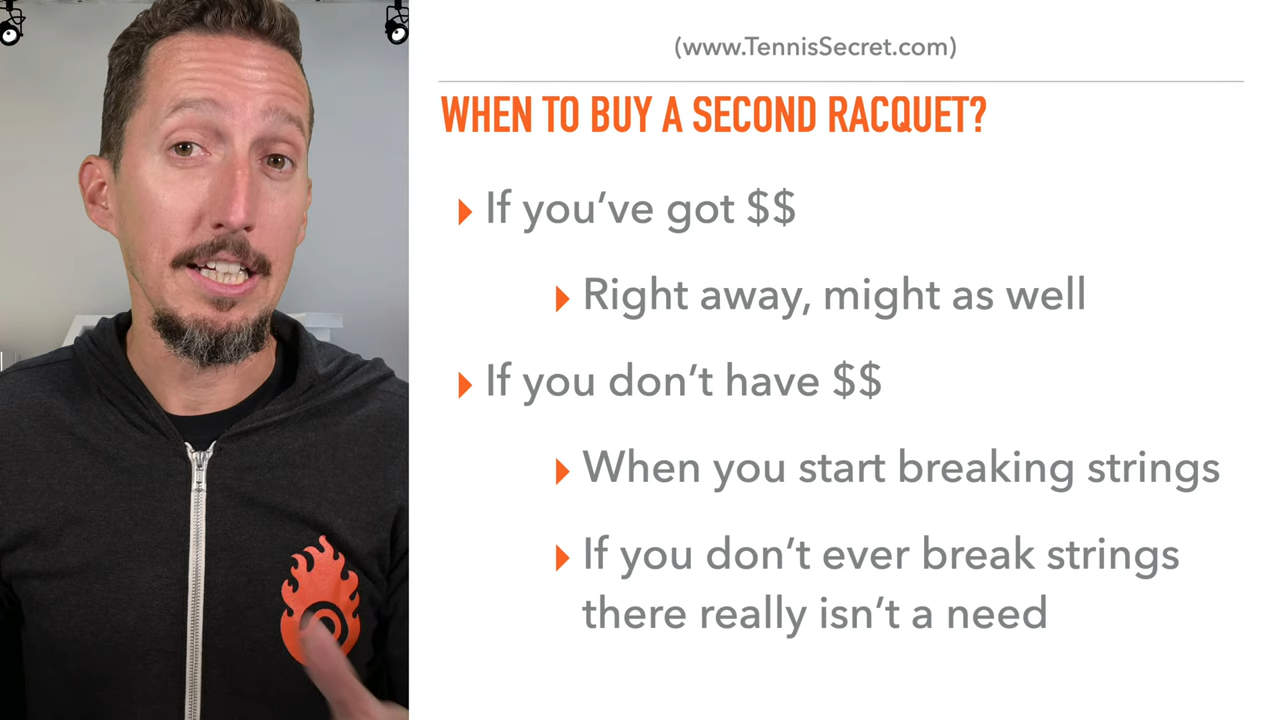 (www.TennisSecret.com)
WHEN TO BUY A SECOND RACQUET?
If you’ve got $$
Right away, might as well
If you don’t have $$
When you start breaking strings
If you don’t ever break strings
there really isn’t a need